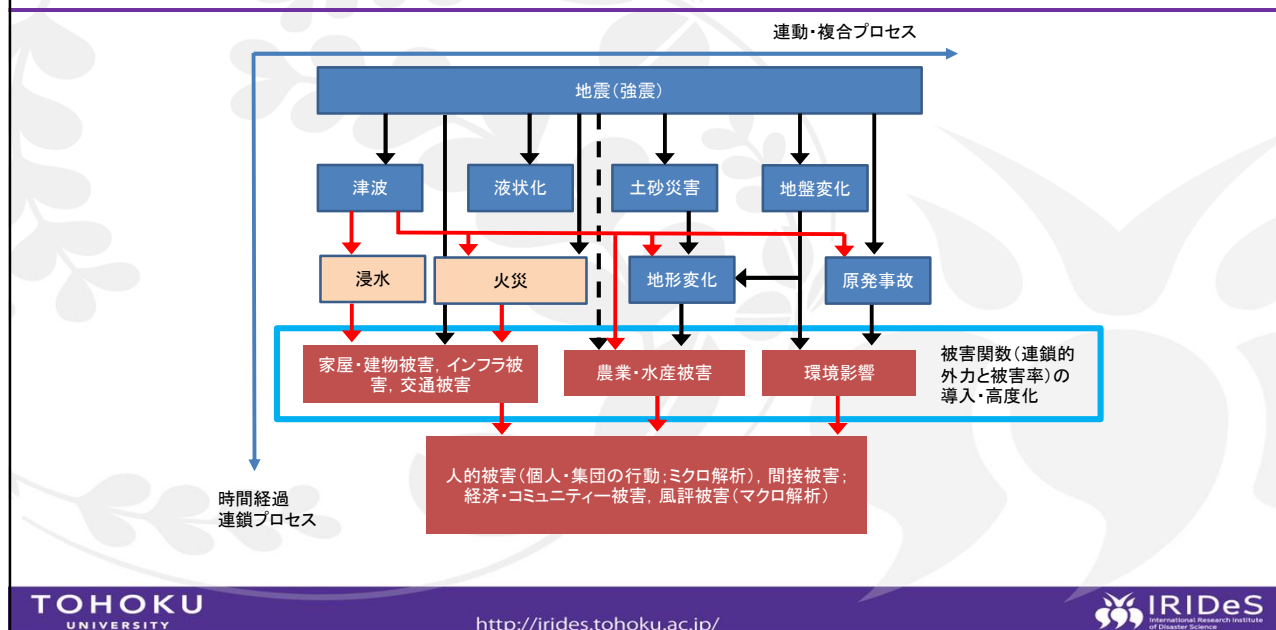 連動・複合プロセス
地震(強震)
津波
液状化
土砂災害
地盤変化
浸水
火災
地形変化
原発事故
家屋・建物被害, インフラ被
害, 交通被害
農業・水産被害
環境影響
被害関数(連鎖的
外力と被害率)の
導入・高度化
人的被害(個人・集団の行動;ミクロ解析), 間接被害;
経済・コミュニティー被害, 風評被害(マクロ解析)
時間経過
連鎖プロセス
TOHOKU
UNIVERSITY
http://irides.tohoku.ac.jp/
IRIDeS
International Research Institute
of Disaster Science